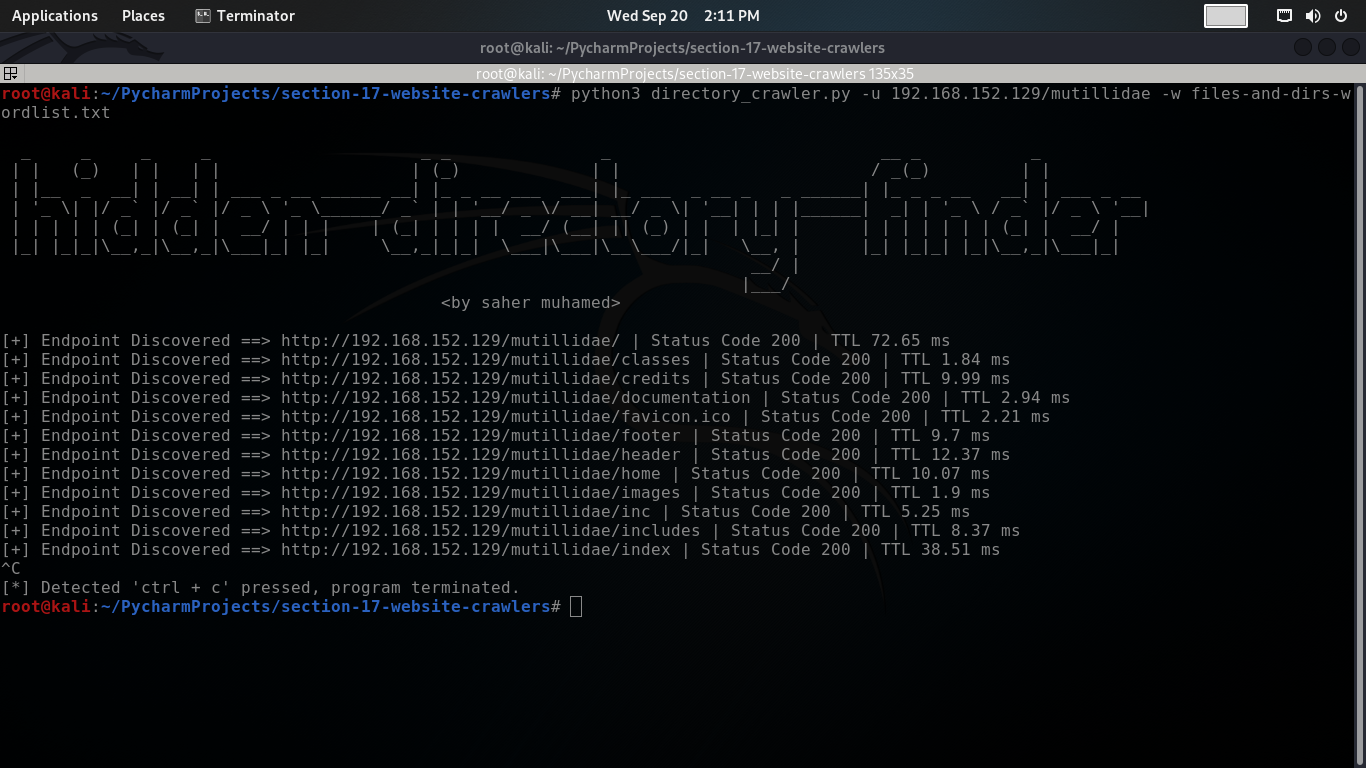 Applications Places Terminator Wed Sep 20 2:11 PM
root@kali: ~/PycharmProjects/section-17-website-crawlers
root@kali: ~/PycharmProjects/section-17-website-crawlers 135x35
root@kali:~/PycharmProjects/section-17-website-crawlers# python3 directory_crawler.py -u 192.168.152.129/mutillidae -w files-and-dirs-w
ordlist.txt
hidden-directory-finder
<by saher muhamed>
[+] Endpoint Discovered ==> http://192.168.152.129/mutillidae/ | Status Code 200 | TTL 72.65 ms
[+] Endpoint Discovered ==> http://192.168.152.129/mutillidae/classes | Status Code 200 | TTL 1.84 ms
[+] Endpoint Discovered ==> http://192.168.152.129/mutillidae/credits | Status Code 200 | TTL 9.99 ms
[+] Endpoint Discovered ==> http://192.168.152.129/mutillidae/documentation | Status Code 200 | TTL 2.94 ms
[+] Endpoint Discovered ==> http://192.168.152.129/mutillidae/favicon.ico | Status Code 200 | TTL 2.21 ms
[+] Endpoint Discovered ==> http://192.168.152.129/mutillidae/footer | Status Code 200 | TTL 9.7 ms
[+] Endpoint Discovered ==> http://192.168.152.129/mutillidae/header | Status Code 200 | TTL 12.37 ms
[+] Endpoint Discovered ==> http://192.168.152.129/mutillidae/home | Status Code 200 | TTL 10.07 ms
[+] Endpoint Discovered ==> http://192.168.152.129/mutillidae/images | Status Code 200 | TTL 1.9 ms
[+] Endpoint Discovered ==> http://192.168.152.129/mutillidae/inc | Status Code 200 | TTL 5.25 ms
[+] Endpoint Discovered ==> http://192.168.152.129/mutillidae/includes | Status Code 200 | TTL 8.37 ms
[+] Endpoint Discovered ==> http://192.168.152.129/mutillidae/index | Status Code 200 | TTL 38.51 ms
^C
[*] Detected 'ctrl + c' pressed, program terminated.
root@kali:~/PycharmProjects/section-17-website-crawlers#